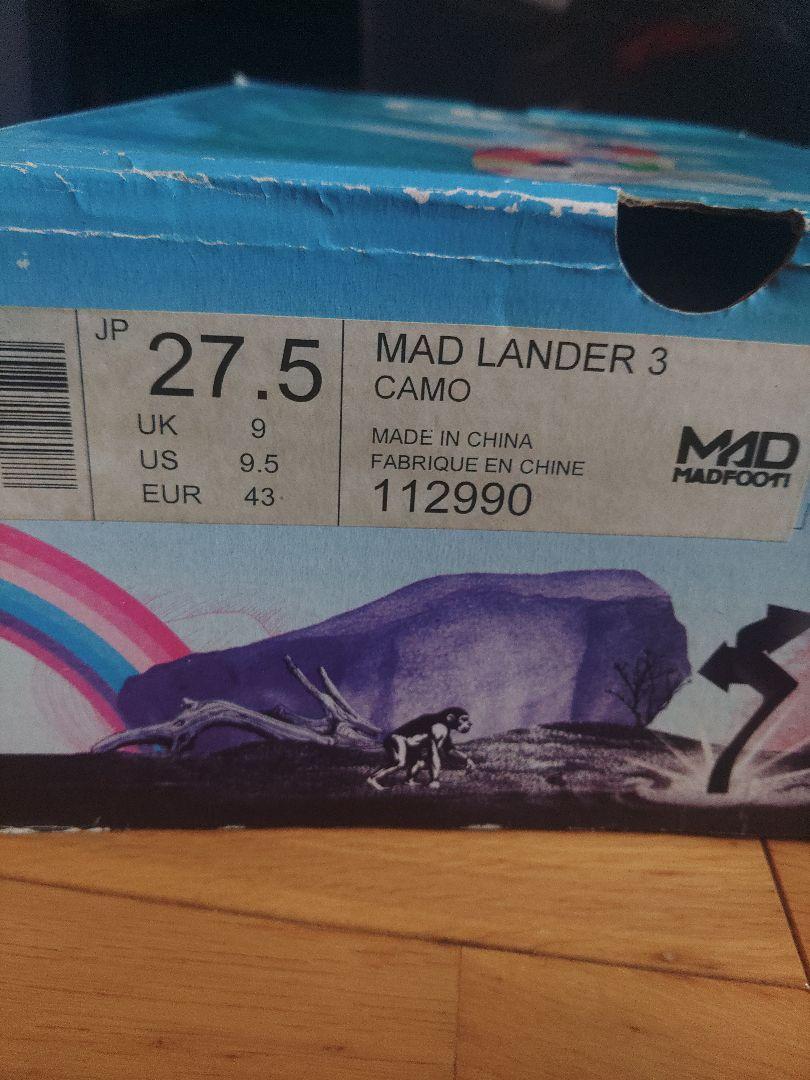 JP 27.5
UK 9
US 9.5
EUR 43
MAD LANDER 3
CAMO
MADE IN CHINA
FABRIQUE EN CHINE
112990
MAD
MADFOOT!